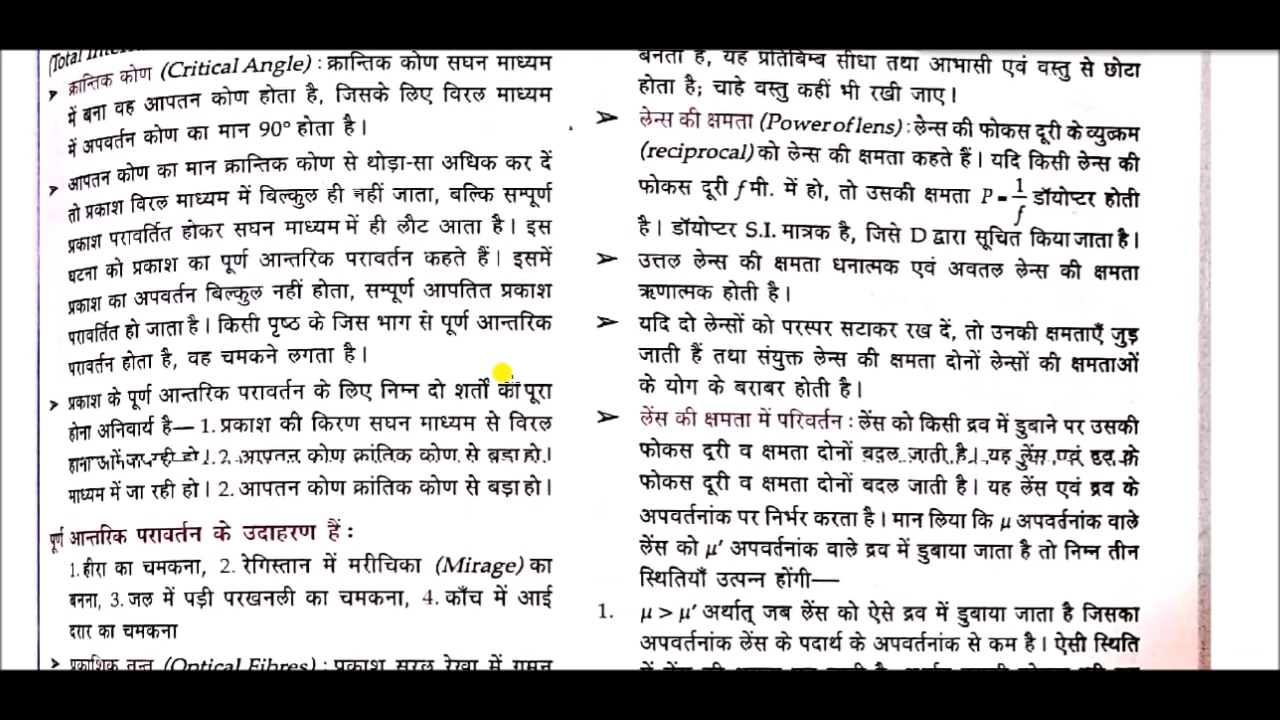 (Total Inter
➤ क्रान्तिक कोण (Critical Angle) : क्रान्तिक कोण सघन माध्यम
में बना वह आपतन कोण होता है, जिसके लिए विरल माध्यम
में अपवर्तन कोण का मान 90° होता है।
➤ आपतन कोण का मान क्रान्तिक कोण से थोड़ा-सा अधिक कर दें
तो प्रकाश विरल माध्यम में बिल्कुल ही नहीं जाता, बल्कि सम्पूर्ण
प्रकाश परावर्तित होकर सघन माध्यम में ही लौट आता है। इस
घटना को प्रकाश का पूर्ण आन्तरिक परावर्तन कहते हैं। इसमें
प्रकाश का अपवर्तन बिल्कुल नहीं होता, सम्पूर्ण आपतित प्रकाश
परावर्तित हो जाता है। किसी पृष्ठ के जिस भाग से पूर्ण आन्तरिक
परावर्तन होता है, वह चमकने लगता है।
➤ प्रकाश के पूर्ण आन्तरिक परावर्तन के लिए निम्न दो शर्तों का पूरा
होना अनिवार्य है— 1. प्रकाश की किरण सघन माध्यम से विरल
2. आपतन कोण क्रांतिक कोण से बड़ा हो।
माध्यम में जा रही हो। 2. आपतन कोण क्रांतिक कोण से बड़ा हो।
पूर्ण आन्तरिक परावर्तन के उदाहरण हैं :
1. हीरा का चमकना, 2. रेगिस्तान में मरीचिका (Mirage) का
बनना, 3. जल में पड़ी परखनली का चमकना, 4. काँच में आई
दरार का चमकना
➤ प्रकाशिक तन्तु (Optical Fibres) : प्रकाश सरल रेखा में गमन
बनता है, यह प्रतिबिम्ब सीधा तथा आभासी एवं वस्तु से छोटा
होता है; चाहे वस्तु कहीं भी रखी जाए।
➤ लेन्स की क्षमता (Power of lens) : लेन्स की फोकस दूरी के व्युत्क्रम
(reciprocal) को लेन्स की क्षमता कहते हैं। यदि किसी लेन्स की
फोकस दूरी f मी. में हो, तो उसकी क्षमता P = 1/f डॉयोप्टर होती
है। डॉयोप्टर S.I. मात्रक है, जिसे D द्वारा सूचित किया जाता है।
➤ उत्तल लेन्स की क्षमता धनात्मक एवं अवतल लेन्स की क्षमता
ऋणात्मक होती है।
➤ यदि दो लेन्सों को परस्पर सटाकर रख दें, तो उनकी क्षमताएँ जुड़
जाती हैं तथा संयुक्त लेन्स की क्षमता दोनों लेन्सों की क्षमताओं
के योग के बराबर होती है।
➤ लेंस की क्षमता में परिवर्तन : लेंस को किसी द्रव में डुबाने पर उसकी
फोकस दूरी व क्षमता दोनों बदल जाती है। यह लेंस एवं द्रव के
फोकस दूरी व क्षमता दोनों बदल जाती है। यह लेंस एवं द्रव के
अपवर्तनांक पर निर्भर करता है। मान लिया कि μ अपवर्तनांक वाले
लेंस को μ′ अपवर्तनांक वाले द्रव में डुबाया जाता है तो निम्न तीन
स्थितियाँ उत्पन्न होंगी—
1. μ > μ′ अर्थात् जब लेंस को ऐसे द्रव में डुबाया जाता है जिसका
अपवर्तनांक लेंस के पदार्थ के अपवर्तनांक से कम है। ऐसी स्थिति